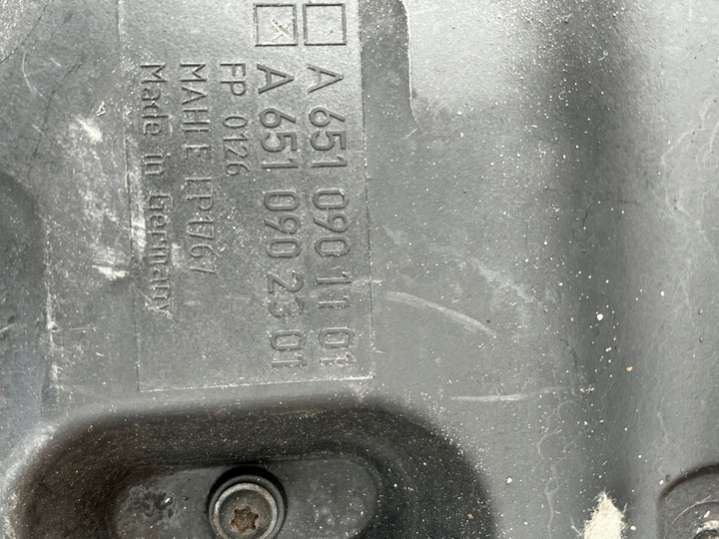 A 651 090 11 01
A 651 090 23 01
FP 0126
MAHLE LP1767
Made in Germany